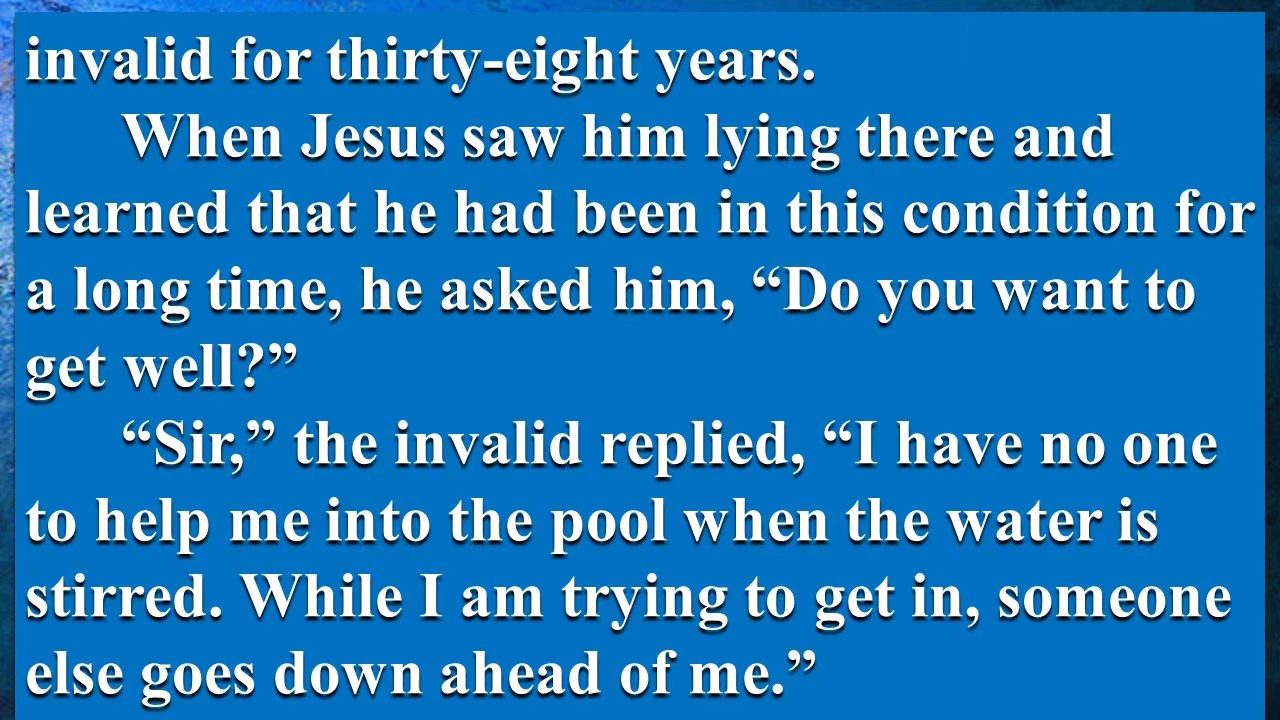 invalid for thirty-eight years.
When Jesus saw him lying there and
learned that he had been in this condition for
a long time, he asked him, “Do you want to
get well?”
“Sir,” the invalid replied, “I have no one
to help me into the pool when the water is
stirred. While I am trying to get in, someone
else goes down ahead of me.”